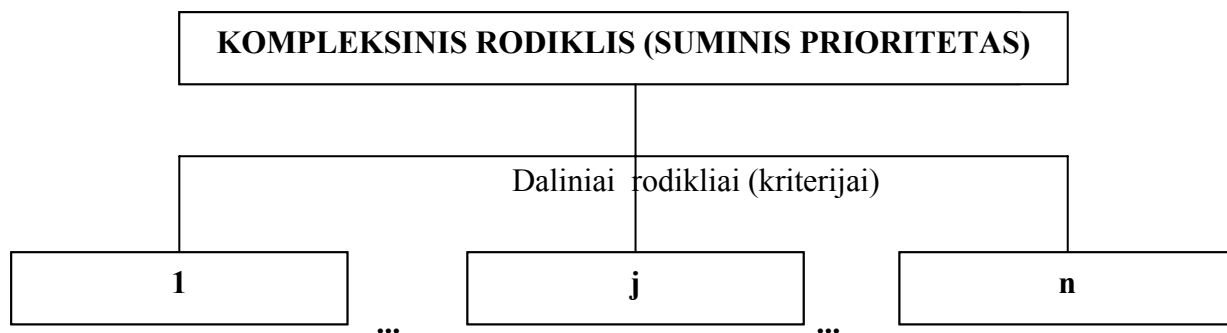 KOMPLEKSINIS RODIKLIS (SUMINIS PRIORITETAS)
Daliniai rodikliai (kriterijai)
1 ... j ... n